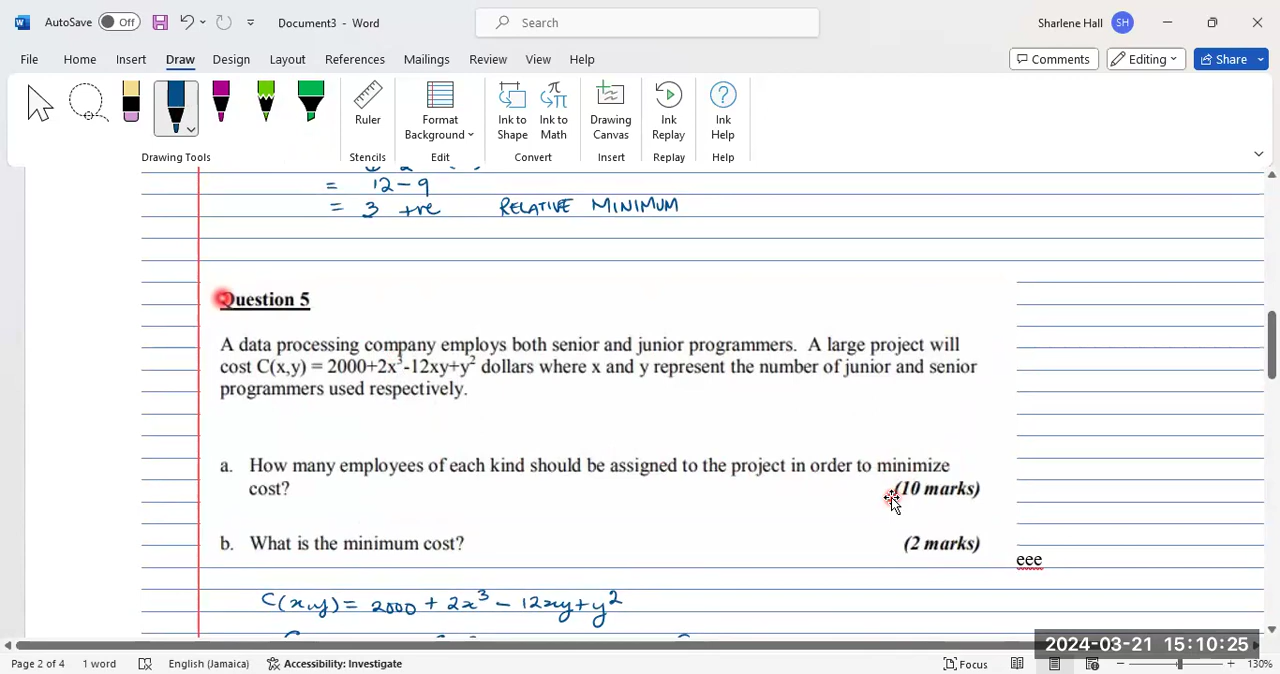 AutoSave Off Document3 - Word Search Sharlene Hall SH
File Home Insert Draw Design Layout References Mailings Review View Help Comments Editing Share
Ruler Format Background Ink to Shape Ink to Math Drawing Canvas Ink Replay Ink Help
Drawing Tools Stencils Edit Convert Insert Replay Help
= 12 - 9
= 3 +ve RELATIVE MINIMUM
Question 5
A data processing company employs both senior and junior programmers. A large project will
cost C(x,y) = 2000+2x³-12xy+y² dollars where x and y represent the number of junior and senior
programmers used respectively.
a. How many employees of each kind should be assigned to the project in order to minimize
cost? (10 marks)
b. What is the minimum cost? (2 marks)
eee
C(x,y) = 2000 + 2x³ - 12xy + y²
2024-03-21 15:10:25
Page 2 of 4 1 word English (Jamaica) Accessibility: Investigate Focus 130%